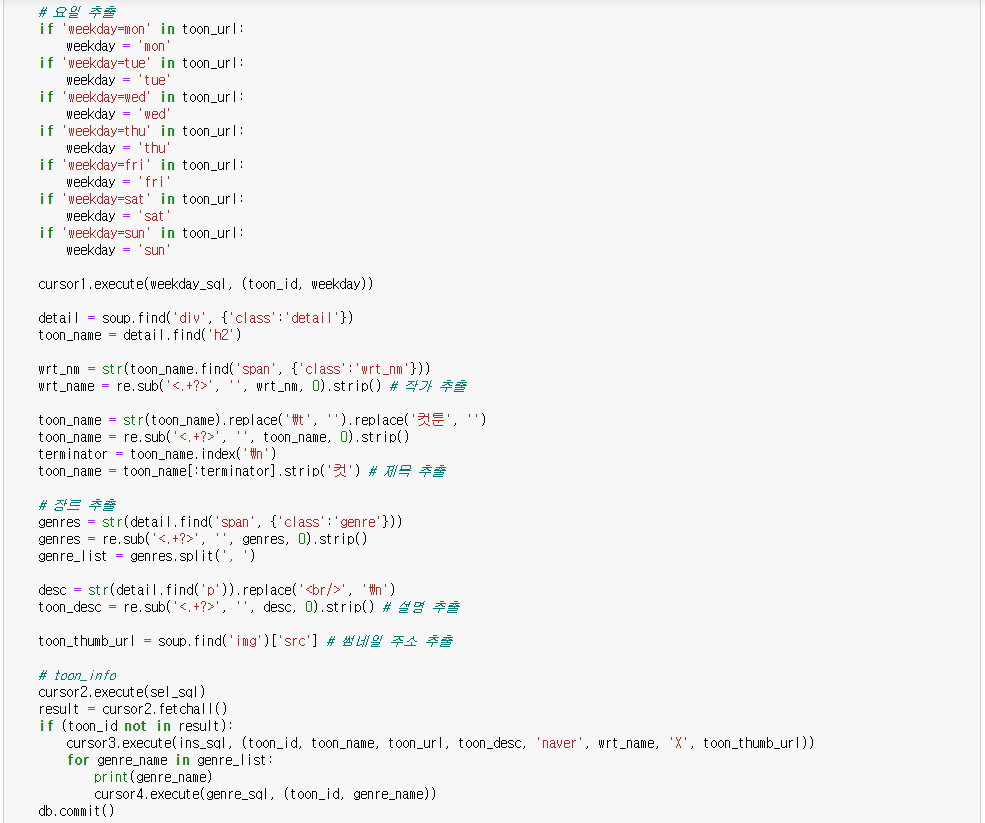 # 요일 추출
if 'weekday=mon' in toon_url:
    weekday = 'mon'
if 'weekday=tue' in toon_url:
    weekday = 'tue'
if 'weekday=wed' in toon_url:
    weekday = 'wed'
if 'weekday=thu' in toon_url:
    weekday = 'thu'
if 'weekday=fri' in toon_url:
    weekday = 'fri'
if 'weekday=sat' in toon_url:
    weekday = 'sat'
if 'weekday=sun' in toon_url:
    weekday = 'sun'
cursor1.execute(weekday_sql, (toon_id, weekday))
detail = soup.find('div', {'class':'detail'})
toon_name = detail.find('h2')
wrt_nm = str(toon_name.find('span', {'class':'wrt_nm'}))
wrt_name = re.sub('<.+?>', '', wrt_nm, 0).strip() # 작가 추출
toon_name = str(toon_name).replace('₩t', '').replace('컷툰', '')
toon_name = re.sub('<.+?>', '', toon_name, 0).strip()
terminator = toon_name.index('₩n')
toon_name = toon_name[:terminator].strip('컷') # 제목 추출
# 장르 추출
genres = str(detail.find('span', {'class':'genre'}))
genres = re.sub('<.+?>', '', genres, 0).strip()
genre_list = genres.split(', ')
desc = str(detail.find('p')).replace('<br/>', '₩n')
toon_desc = re.sub('<.+?>', '', desc, 0).strip() # 설명 추출
toon_thumb_url = soup.find('img')['src'] # 썸네일 주소 추출
# toon_info
cursor2.execute(sel_sql)
result = cursor2.fetchall()
if (toon_id not in result):
    cursor3.execute(ins_sql, (toon_id, toon_name, toon_url, toon_desc, 'naver', wrt_name, 'X', toon_thumb_url))
    for genre_name in genre_list:
        print(genre_name)
        cursor4.execute(genre_sql, (toon_id, genre_name))
db.commit()